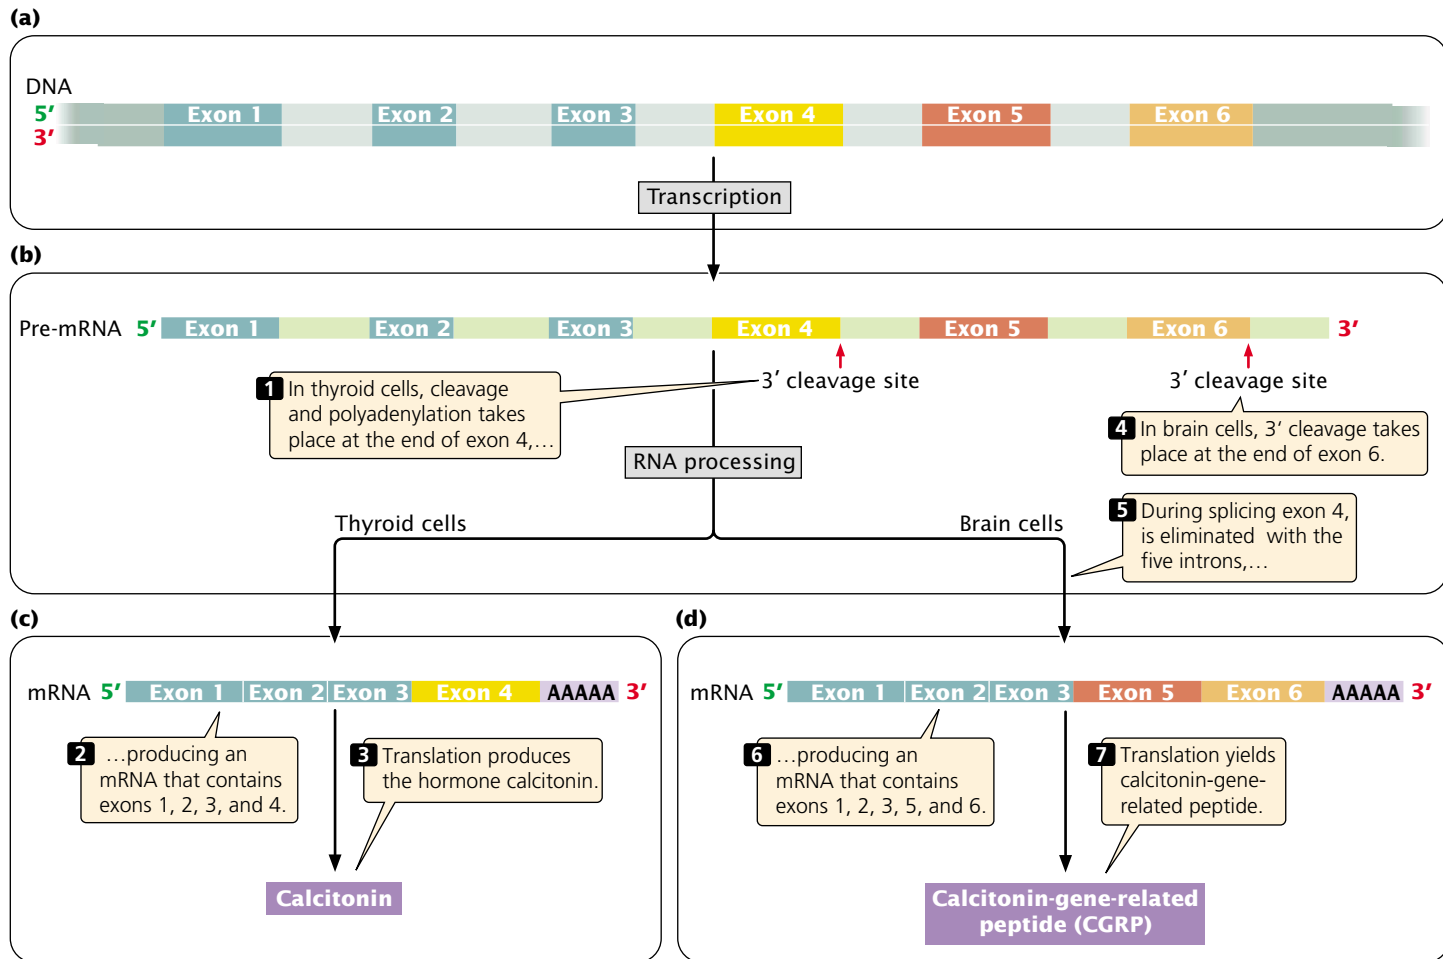 (a)
DNA
5′
3′
Exon 1 Exon 2 Exon 3 Exon 4 Exon 5 Exon 6
Transcription
(b)
Pre-mRNA 5′ Exon 1 Exon 2 Exon 3 Exon 4 Exon 5 Exon 6 3′
3′ cleavage site
3′ cleavage site
1 In thyroid cells, cleavage
and polyadenylation takes
place at the end of exon 4,...
4 In brain cells, 3′ cleavage takes
place at the end of exon 6.
RNA processing
5 During splicing exon 4,
is eliminated with the
five introns,...
Thyroid cells
Brain cells
(c)
mRNA 5′ Exon 1 Exon 2 Exon 3 Exon 4 AAAAA 3′
2 ...producing an
mRNA that contains
exons 1, 2, 3, and 4.
3 Translation produces
the hormone calcitonin.
Calcitonin
(d)
mRNA 5′ Exon 1 Exon 2 Exon 3 Exon 5 Exon 6 AAAAA 3′
6 ...producing an
mRNA that contains
exons 1, 2, 3, 5, and 6.
7 Translation yields
calcitonin-gene-
related peptide.
Calcitonin-gene-related
peptide (CGRP)